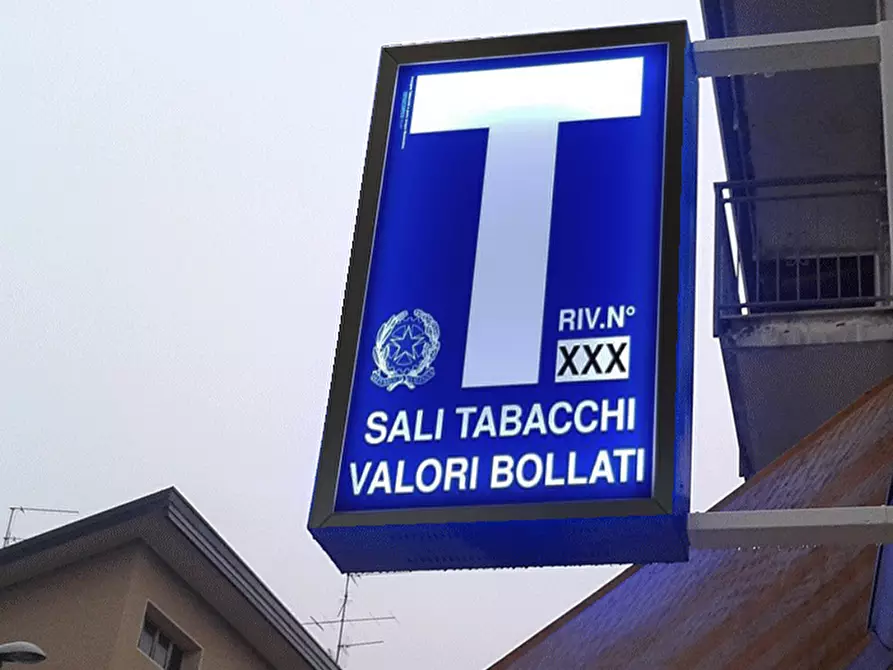 T
RIV.N°
XXX
SALI TABACCHI
VALORI BOLLATI